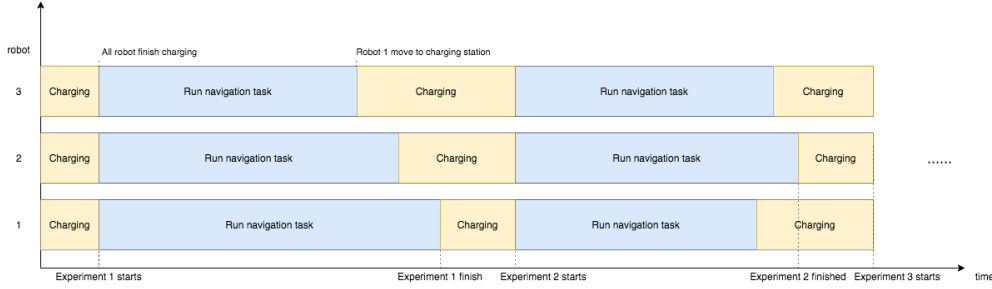 robot
All robot finish charging
Robot 1 move to charging station
3
Charging
Run navigation task
Charging
Run navigation task
Charging
2
Charging
Run navigation task
Charging
Run navigation task
Charging
......
1
Charging
Run navigation task
Charging
Run navigation task
Charging
Experiment 1 starts
Experiment 1 finish
Experiment 2 starts
Experiment 2 finished
Experiment 3 starts
time